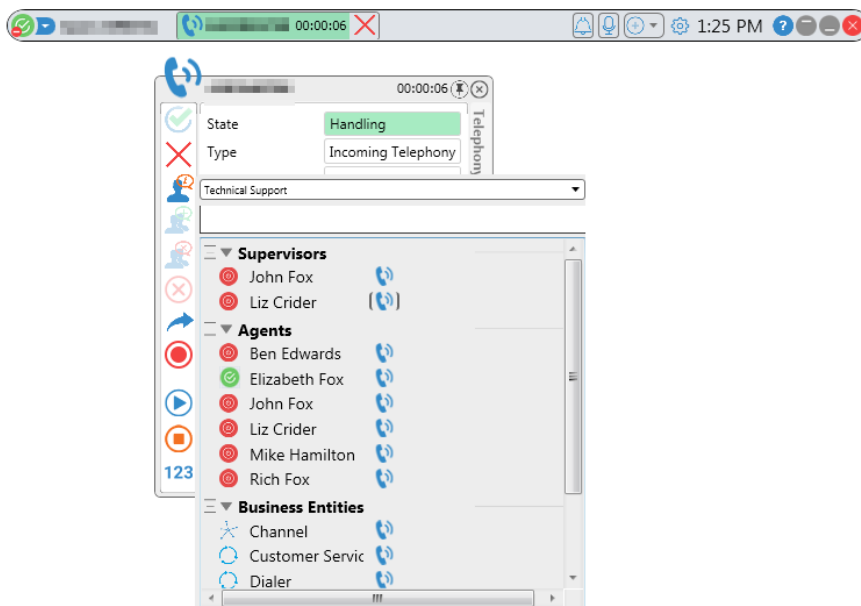 00:00:06
1:25 PM
?
00:00:06
State Handling
Type Incoming Telephony
Telephony
Technical Support
Supervisors
John Fox
Liz Crider
Agents
Ben Edwards
Elizabeth Fox
John Fox
Liz Crider
Mike Hamilton
Rich Fox
123
Business Entities
Channel
Customer Servic
Dialer